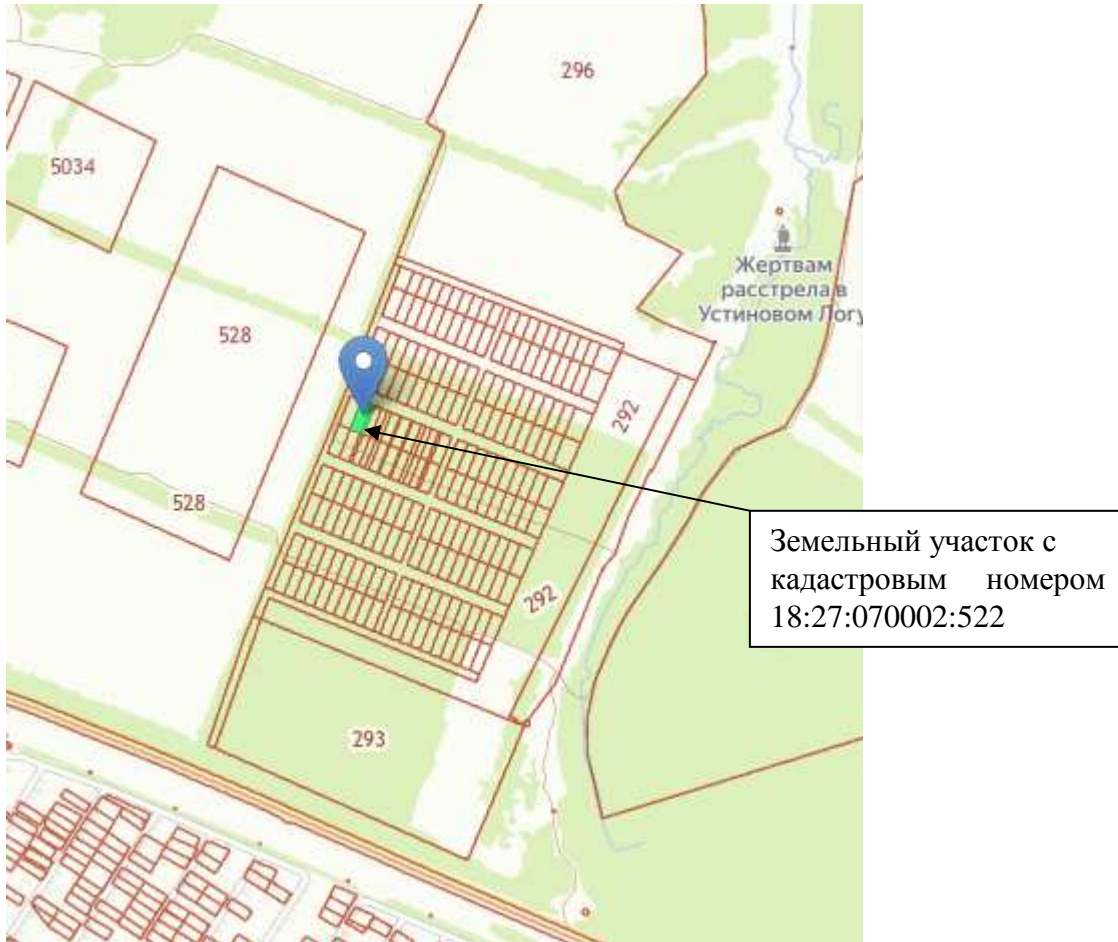 296
5034
Жертвам
расстрела в
Устиновом Логу
528
292
528
Земельный участок с
кадастровым номером
18:27:070002:522
292
293